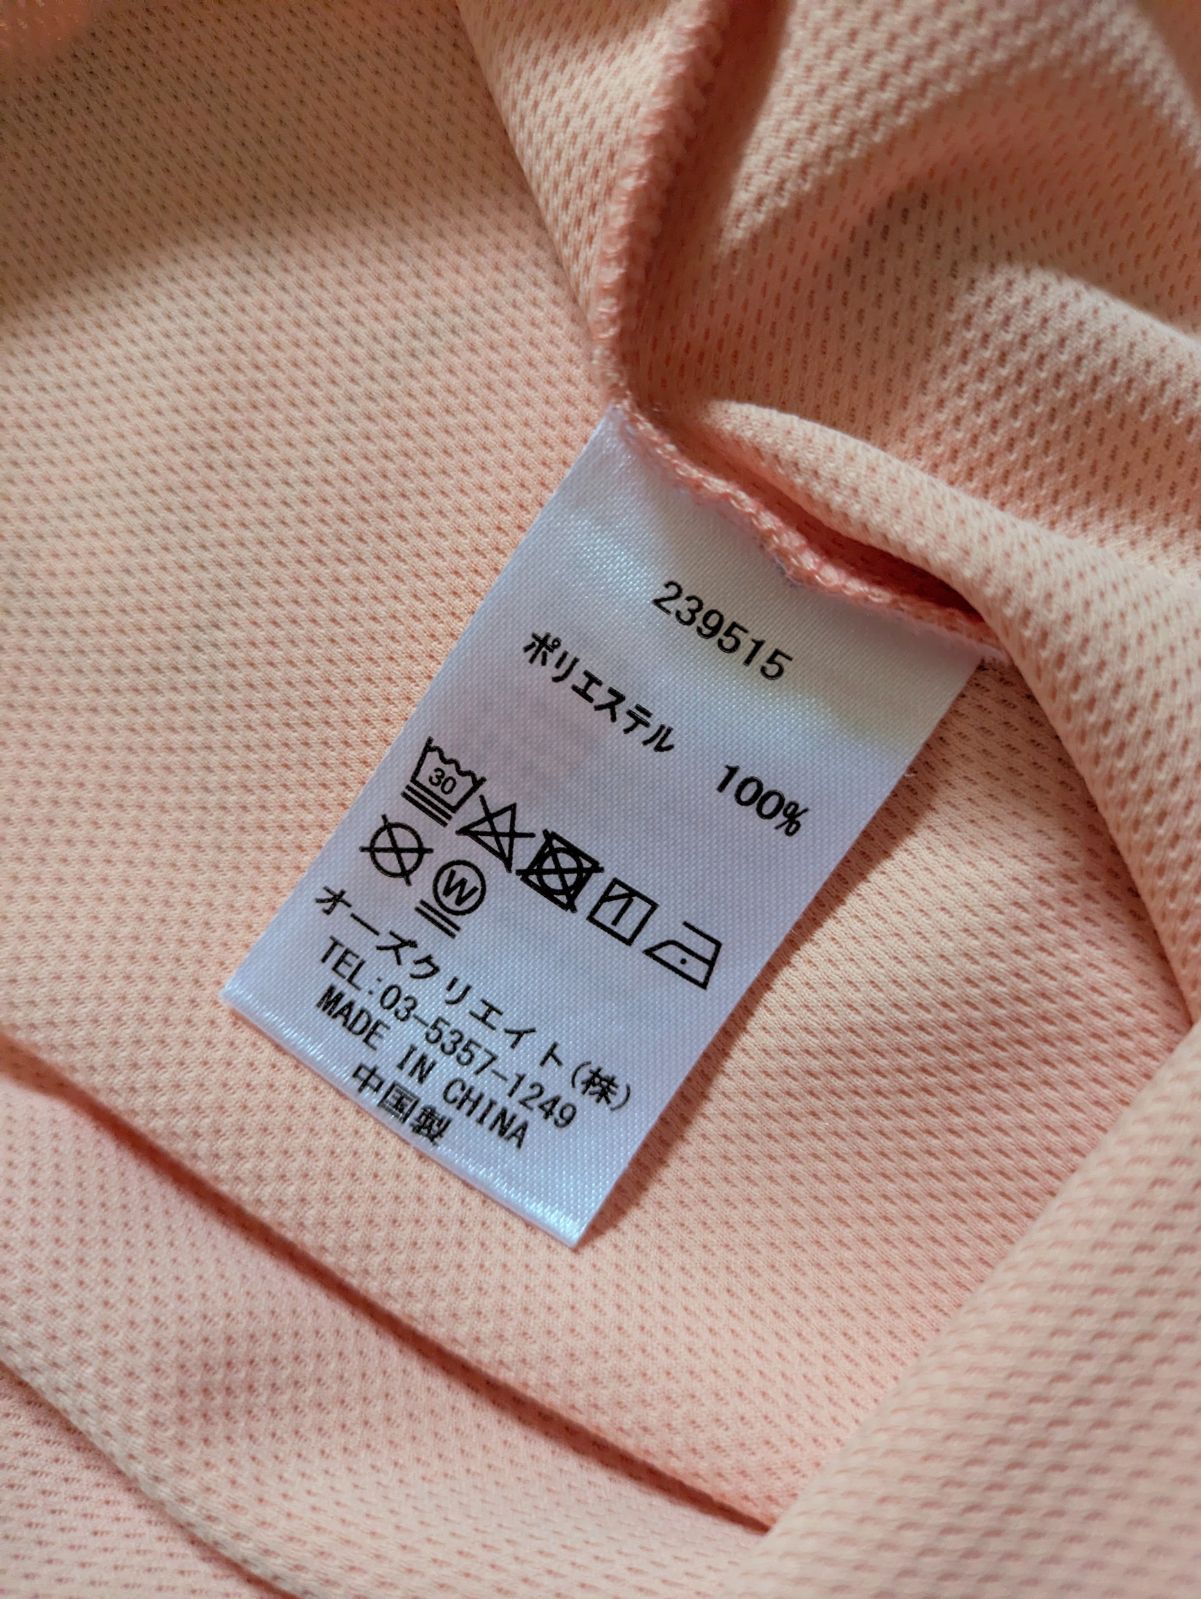 239515
ポリエステル 100%
30
W
オーズクリエイト(株)
TEL:03-5357-1249
MADE IN CHINA
中国製